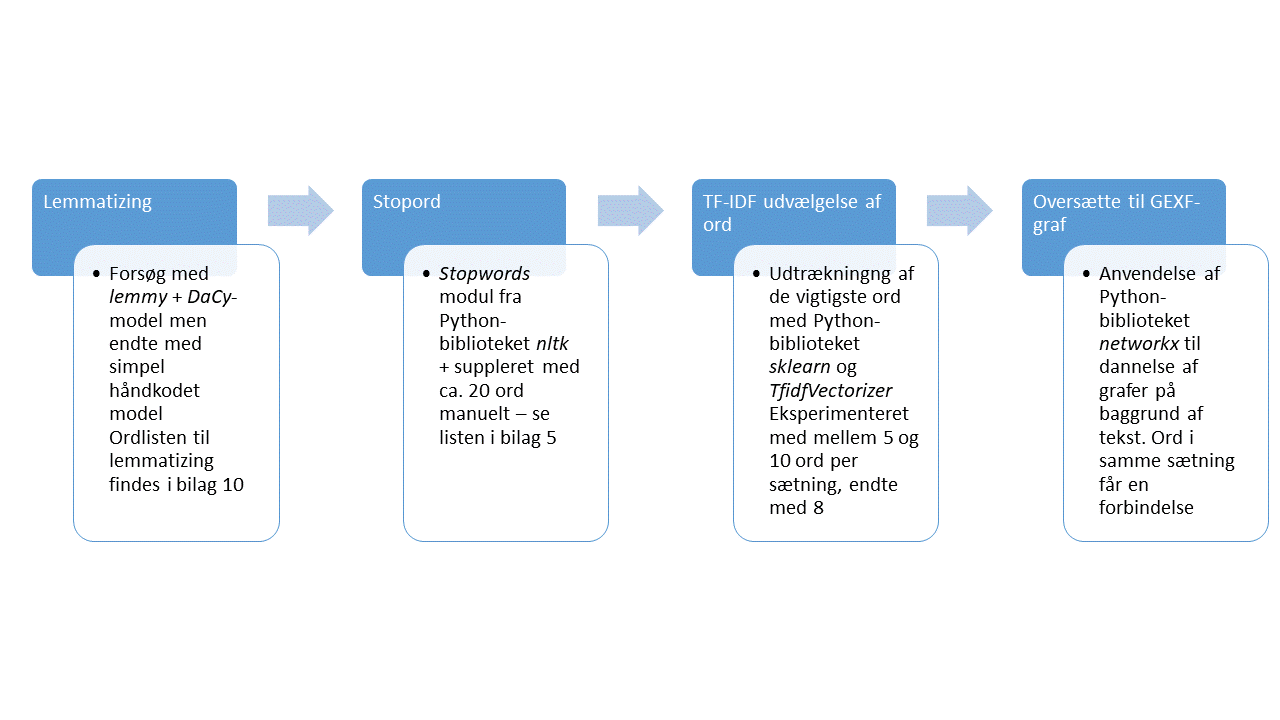 Lemmatizing
• Forsøg med
lemmy + DaCy-
model men
endte med
simpel
håndkodet
model
Ordlisten til
lemmatizing
findes i bilag 10
Stopord
• Stopwords
modul fra
Python-
biblioteket nltk
+ suppleret med
ca. 20 ord
manuelt – se
listen i bilag 5
TF-IDF udvælgelse af
ord
• Udtrækningng af
de vigtigste ord
med Python-
biblioteket
sklearn og
TfidfVectorizer
Eksperimenteret
med mellem 5 og
10 ord per
sætning, endte
med 8
Oversætte til GEXF-
graf
• Anvendelse af
Python-
biblioteket
networkx til
dannelse af
grafer på
baggrund af
tekst. Ord i
samme sætning
får en
forbindelse